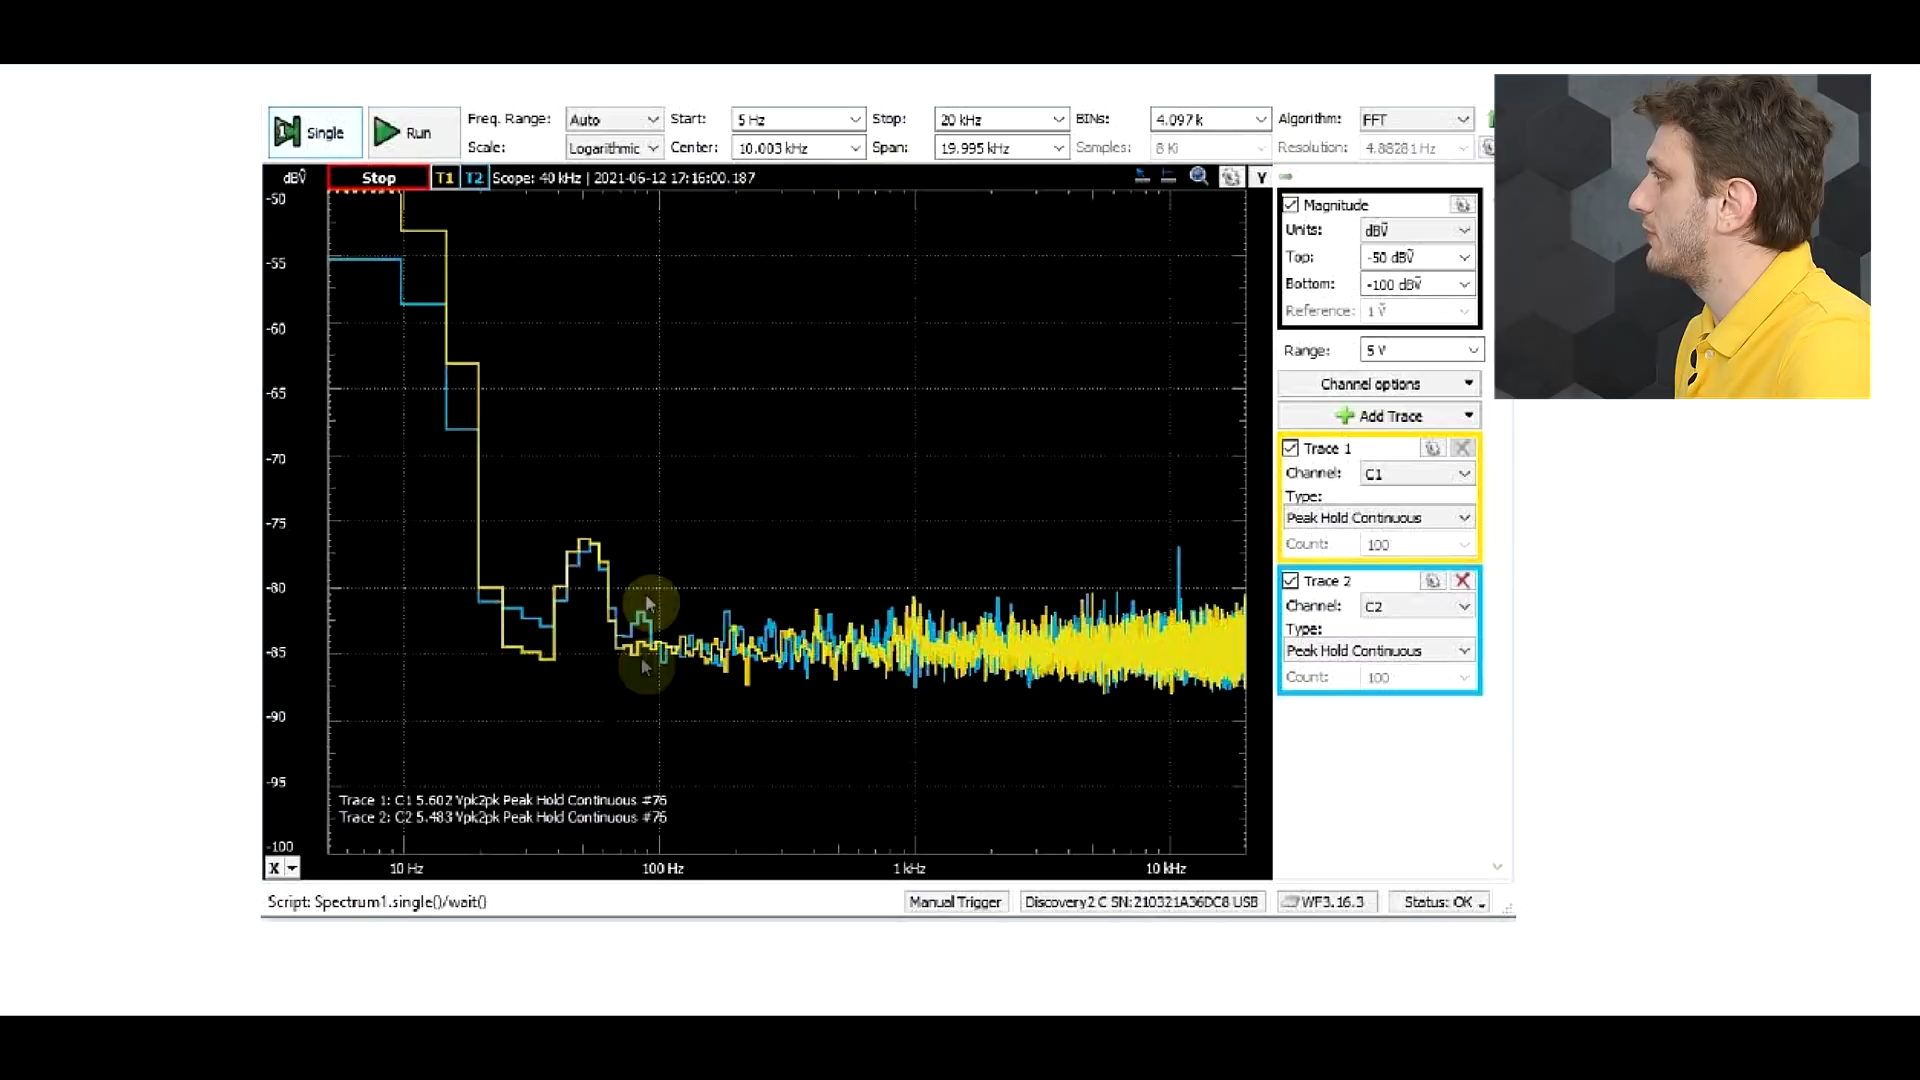 Single
Run
Freq. Range: Auto Start: 5 Hz Stop: 20 kHz BINs: 4.097 k Algorithm: FFT
Scale: Logarithmic Center: 10.003 kHz Span: 19.995 kHz Samples: 8 Ki Resolution: 4.88281 Hz
dBṼ Stop T1 T2 Scope: 40 kHz | 2021-06-12 17:16:00.187 Y
-50
-55
-60
-65
-70
-75
-80
-85
-90
-95
-100
Trace 1: C1 5.602 Vpk2pk Peak Hold Continuous #76
Trace 2: C2 5.483 Vpk2pk Peak Hold Continuous #76
X 10 Hz 100 Hz 1 kHz 10 kHz
Magnitude
Units: dBṼ
Top: -50 dBṼ
Bottom: -100 dBṼ
Reference: 1 Ṽ
Range: 5 V
Channel options
Add Trace
Trace 1
Channel: C1
Type:
Peak Hold Continuous
Count: 100
Trace 2
Channel: C2
Type:
Peak Hold Continuous
Count: 100
Script: Spectrum1.single()/wait() Manual Trigger Discovery2 C SN:210321A36DC8 USB WF3.16.3 Status: OK